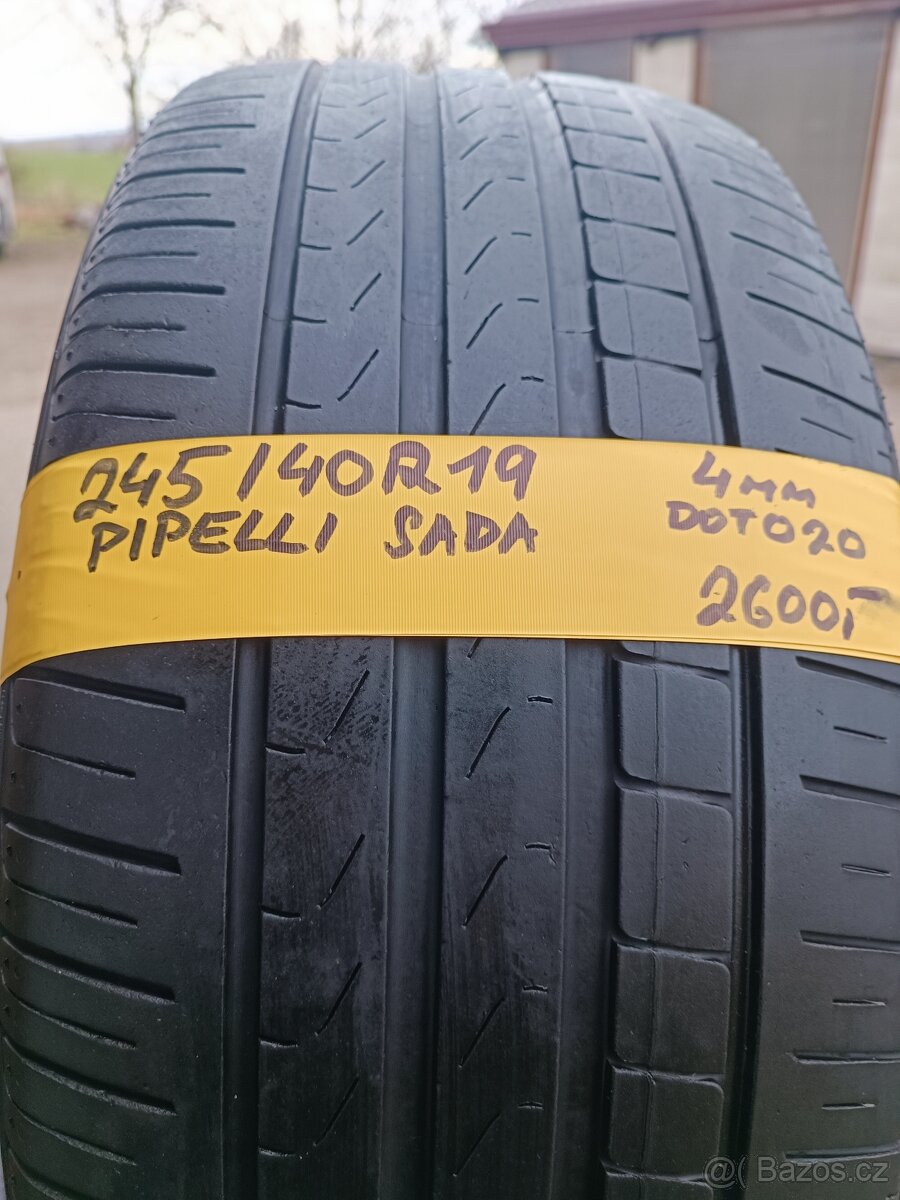 245/40R19
PIPELLI SADA
4MM
DOT020
2600,-
@Bazos.cz